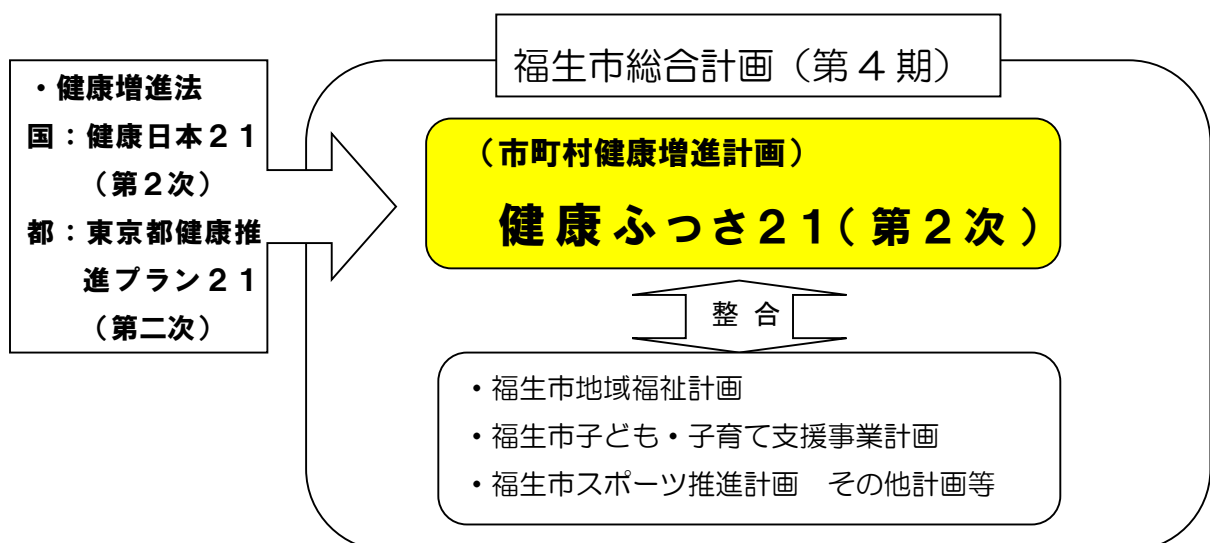 福生市総合計画（第４期）
・健康増進法
国：健康日本２１
（第２次）
都：東京都健康推
進プラン２１
（第二次）
（市町村健康増進計画）
健康ふっさ２１（第２次）
整 合
・福生市地域福祉計画
・福生市子ども・子育て支援事業計画
・福生市スポーツ推進計画　その他計画等